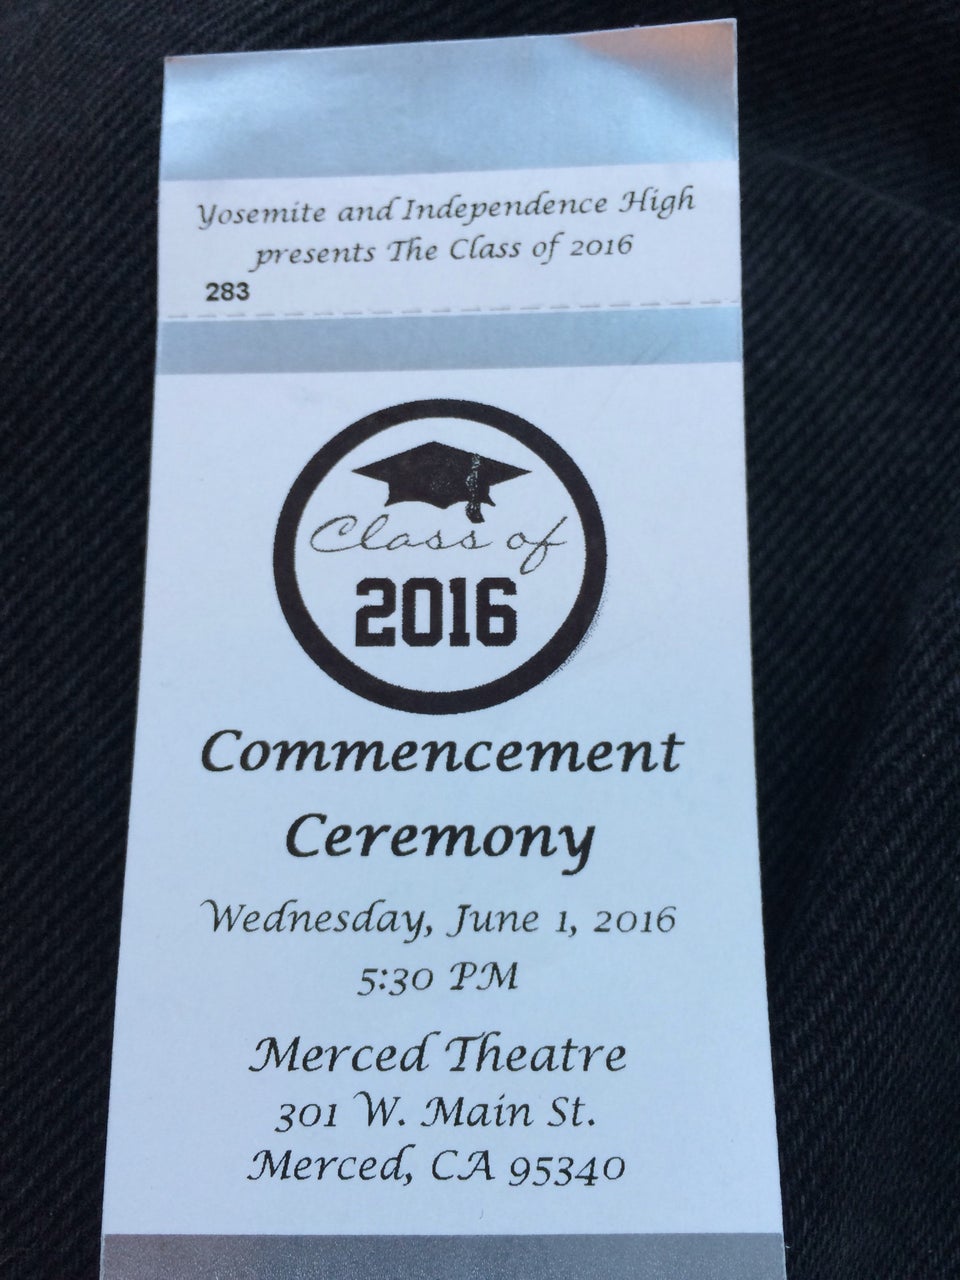 Yosemite and Independence High
presents The Class of 2016
283
Class of
2016
Commencement
Ceremony
Wednesday, June 1, 2016
5:30 PM
Merced Theatre
301 W. Main St.
Merced, CA 95340